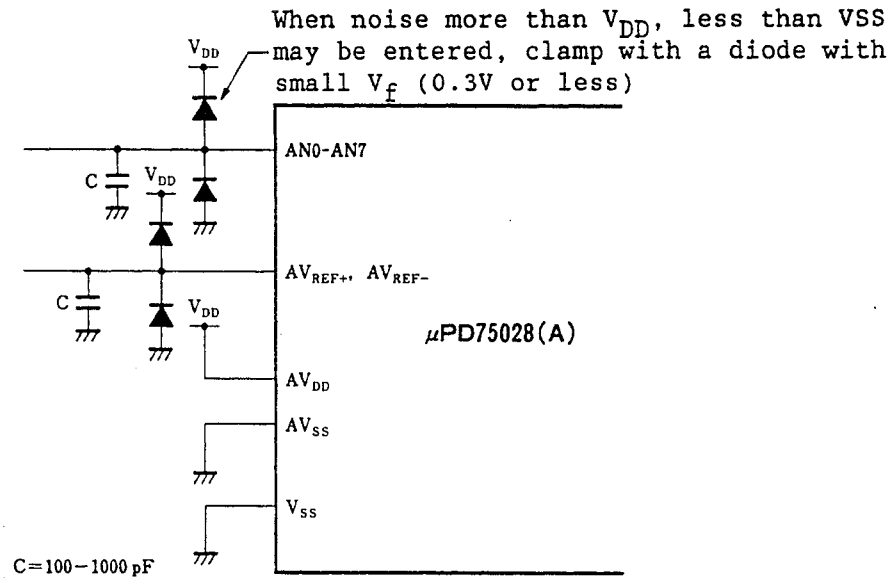 When noise more than VDD, less than VSS
may be entered, clamp with a diode with
small Vf (0.3V or less)
VDD
AN0-AN7
C
VDD
AVREF+, AVREF-
C
VDD
μPD75028(A)
AVDD
AVSS
VSS
C=100-1000 pF